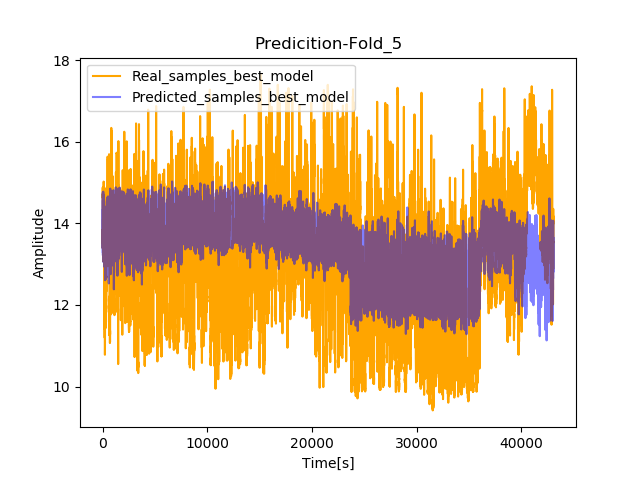 Predicition-Fold_5
Real_samples_best_model
Predicted_samples_best_model
18
16
14
12
10
Amplitude
0
10000
20000
30000
40000
Time[s]